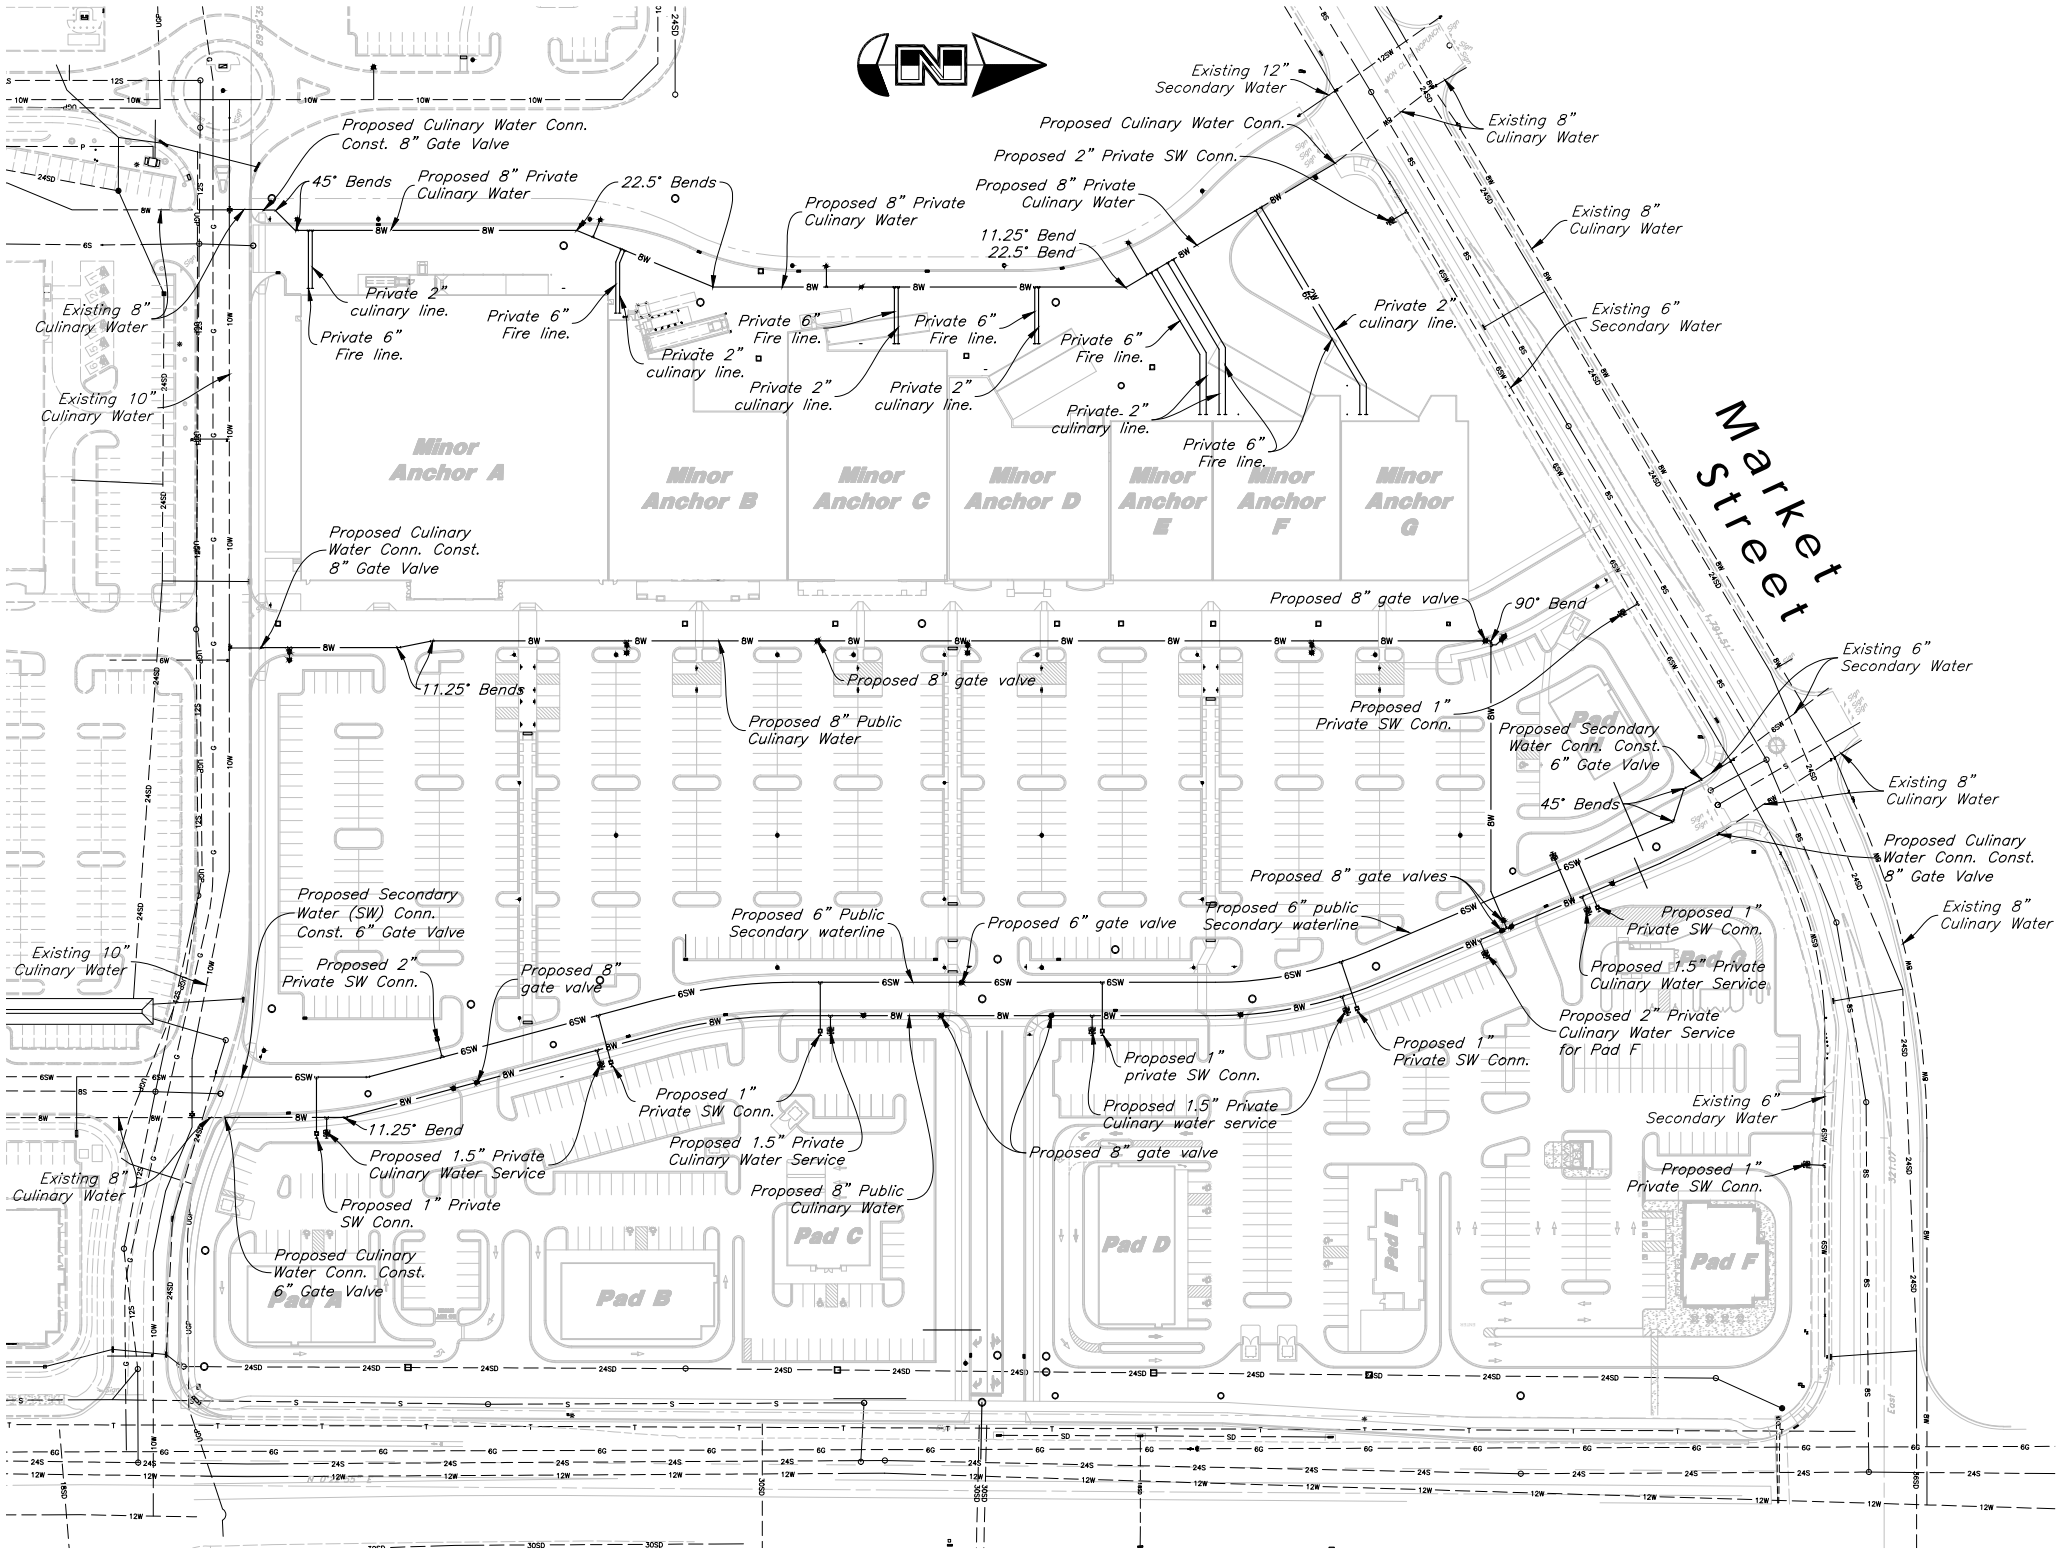 N
Existing 12”
Secondary Water
Proposed Culinary Water Conn.
Const. 8” Gate Valve
Proposed Culinary Water Conn.
Existing 8”
Culinary Water
Proposed 2” Private SW Conn.
45° Bends
Proposed 8” Private
Culinary Water
22.5° Bends
Proposed 8” Private
Culinary Water
Proposed 8” Private
Culinary Water
11.25° Bend
22.5° Bend
Existing 8”
Culinary Water
Existing 8”
Culinary Water
Private 2”
culinary line.
Private 6”
Fire line.
Private 6”
Fire line.
Private 2”
culinary line.
Private 6”
Fire line.
Private 2”
culinary line.
Private 6”
Fire line.
Private 2”
culinary line.
Private 6”
Fire line.
Private 2”
culinary line.
Private 6”
Fire line.
Private 2”
culinary line.
Existing 6”
Secondary Water
Existing 10”
Culinary Water
Market
Street
Minor
Anchor A
Minor
Anchor B
Minor
Anchor C
Minor
Anchor D
Minor
Anchor
E
Minor
Anchor
F
Minor
Anchor
G
Proposed Culinary
Water Conn. Const.
8” Gate Valve
Proposed 8” gate valve
90° Bend
11.25° Bends
Proposed 8” gate valve
Proposed 8” Public
Culinary Water
Proposed 1”
Private SW Conn.
Pad
H
Existing 6”
Secondary Water
Proposed Secondary
Water Conn. Const.
6” Gate Valve
45° Bends
Existing 8”
Culinary Water
Proposed Culinary
Water Conn. Const.
8” Gate Valve
Existing 8”
Culinary Water
Proposed Secondary
Water (SW) Conn.
Const. 6” Gate Valve
Existing 10”
Culinary Water
Proposed 2”
Private SW Conn.
Proposed 8”
gate valve
Proposed 6” Public
Secondary waterline
Proposed 6” gate valve
Proposed 8” gate valves
Proposed 6” public
Secondary waterline
Proposed 1”
Private SW Conn.
Pad G
Proposed 1.5” Private
Culinary Water Service
Proposed 2” Private
Culinary Water Service
for Pad F
Proposed 1”
Private SW Conn.
Proposed 1”
private SW Conn.
Proposed 1.5” Private
Culinary water service
Proposed 8” gate valve
Proposed 1”
Private SW Conn.
Proposed 1.5” Private
Culinary Water Service
Proposed 8” Public
Culinary Water
11.25° Bend
Proposed 1.5” Private
Culinary Water Service
Proposed 1” Private
SW Conn.
Existing 8”
Culinary Water
Proposed Culinary
Water Conn. Const.
6” Gate Valve
Existing 6”
Secondary Water
Proposed 1”
Private SW Conn.
Pad A
Pad B
Pad C
Pad D
Pad E
Pad F